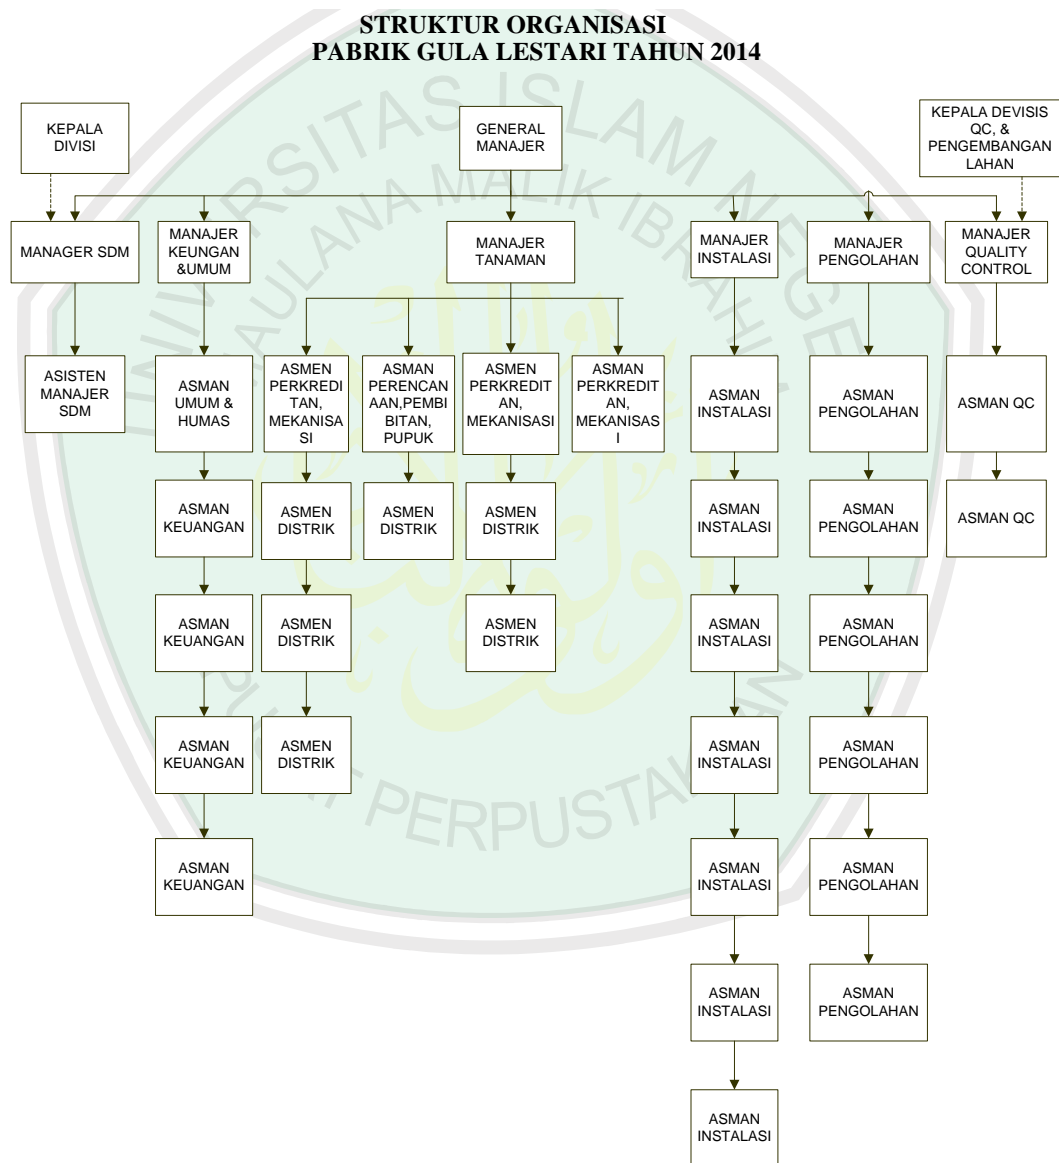 STRUKTUR ORGANISASI
PABRIK GULA LESTARI TAHUN 2014
KEPALA
DIVISI
GENERAL
MANAJER
KEPALA DEVISIS
QC, &
PENGEMBANGAN
LAHAN
MANAGER SDM
MANAJER
KEUNGAN
&UMUM
MANAJER
TANAMAN
MANAJER
INSTALASI
MANAJER
PENGOLAHAN
MANAJER
QUALITY
CONTROL
ASISTEN
MANAJER
SDM
ASMAN
UMUM &
HUMAS
ASMEN
PERKREDI
TAN,
MEKANISA
SI
ASMAN
PERENCAN
AAN,PEMBI
BITAN,
PUPUK
ASMEN
PERKREDIT
AN,
MEKANISASI
ASMAN
PERKREDIT
AN,
MEKANISAS
I
ASMAN
INSTALASI
ASMAN
PENGOLAHAN
ASMAN QC
ASMAN
KEUANGAN
ASMEN
DISTRIK
ASMEN
DISTRIK
ASMEN
DISTRIK
ASMAN
INSTALASI
ASMAN
PENGOLAHAN
ASMAN QC
ASMAN
KEUANGAN
ASMEN
DISTRIK
ASMEN
DISTRIK
ASMAN
INSTALASI
ASMAN
PENGOLAHAN
ASMAN
KEUANGAN
ASMEN
DISTRIK
ASMAN
INSTALASI
ASMAN
PENGOLAHAN
ASMAN
KEUANGAN
ASMAN
INSTALASI
ASMAN
PENGOLAHAN
ASMAN
INSTALASI
ASMAN
PENGOLAHAN
ASMAN
INSTALASI